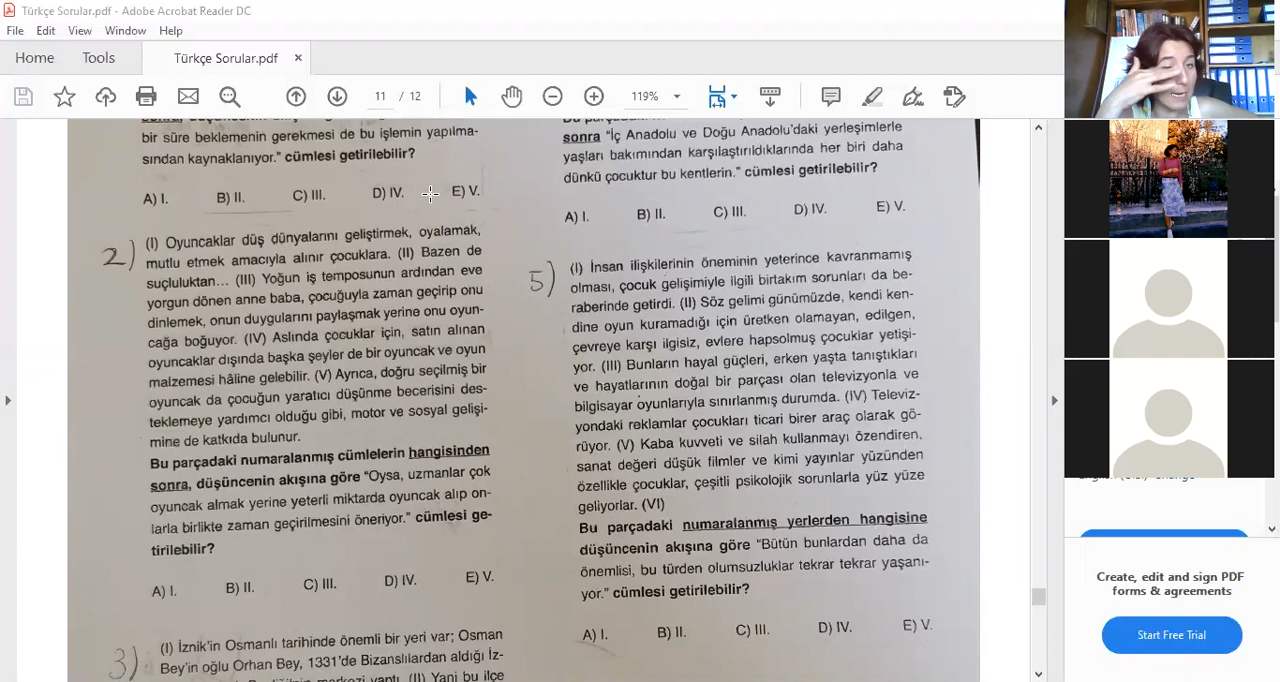 Türkçe Sorular.pdf - Adobe Acrobat Reader DC
File Edit View Window Help
Home Tools Türkçe Sorular.pdf ×
11 / 12 119%
bir süre beklemenin gerekmesi de bu işlemin yapılma-
sından kaynaklanıyor." cümlesi getirilebilir?
A) I. B) II. C) III. D) IV. E) V.
2) (I) Oyuncaklar düş dünyalarını geliştirmek, oyalamak,
mutlu etmek amacıyla alınır çocuklara. (II) Bazen de
suçluluktan... (III) Yoğun iş temposunun ardından eve
yorgun dönen anne baba, çocuğuyla zaman geçirip onu
dinlemek, onun duygularını paylaşmak yerine onu oyun-
cağa boğuyor. (IV) Aslında çocuklar için, satın alınan
oyuncaklar dışında başka şeyler de bir oyuncak ve oyun
malzemesi hâline gelebilir. (V) Ayrıca, doğru seçilmiş bir
oyuncak da çocuğun yaratıcı düşünme becerisini des-
teklemeye yardımcı olduğu gibi, motor ve sosyal gelişi-
mine de katkıda bulunur.
Bu parçadaki numaralanmış cümlelerin hangisinden
sonra, düşüncenin akışına göre "Oysa, uzmanlar çok
oyuncak almak yerine yeterli miktarda oyuncak alıp on-
larla birlikte zaman geçirilmesini öneriyor." cümlesi ge-
tirilebilir?
A) I. B) II. C) III. D) IV. E) V.
3) (I) İznik'in Osmanlı tarihinde önemli bir yeri var; Osman
Bey'in oğlu Orhan Bey, 1331'de Bizanslılardan aldığı İz-
merkezi yaptı. (II) Yani bu ilçe
sonra "İç Anadolu ve Doğu Anadolu'daki yerleşimlerle
yaşları bakımından karşılaştırıldıklarında her biri daha
dünkü çocuktur bu kentlerin." cümlesi getirilebilir?
A) I. B) II. C) III. D) IV. E) V.
5) (I) İnsan ilişkilerinin öneminin yeterince kavranmamış
olması, çocuk gelişimiyle ilgili birtakım sorunları da be-
raberinde getirdi. (II) Söz gelimi günümüzde, kendi ken-
dine oyun kuramadığı için üretken olamayan, edilgen,
çevreye karşı ilgisiz, evlere hapsolmuş çocuklar yetişi-
yor. (III) Bunların hayal güçleri, erken yaşta tanıştıkları
ve hayatlarının doğal bir parçası olan televizyonla ve
bilgisayar oyunlarıyla sınırlanmış durumda. (IV) Televiz-
yondaki reklamlar çocukları ticari birer araç olarak gö-
rüyor. (V) Kaba kuvveti ve silah kullanmayı özendiren,
sanat değeri düşük filmler ve kimi yayınlar yüzünden
özellikle çocuklar, çeşitli psikolojik sorunlarla yüz yüze
geliyorlar. (VI)
Bu parçadaki numaralanmış yerlerden hangisine
düşüncenin akışına göre "Bütün bunlardan daha da
önemlisi, bu türden olumsuzluklar tekrar tekrar yaşanı-
yor." cümlesi getirilebilir?
A) I. B) II. C) III. D) IV. E) V.
Create, edit and sign PDF
forms & agreements
Start Free Trial